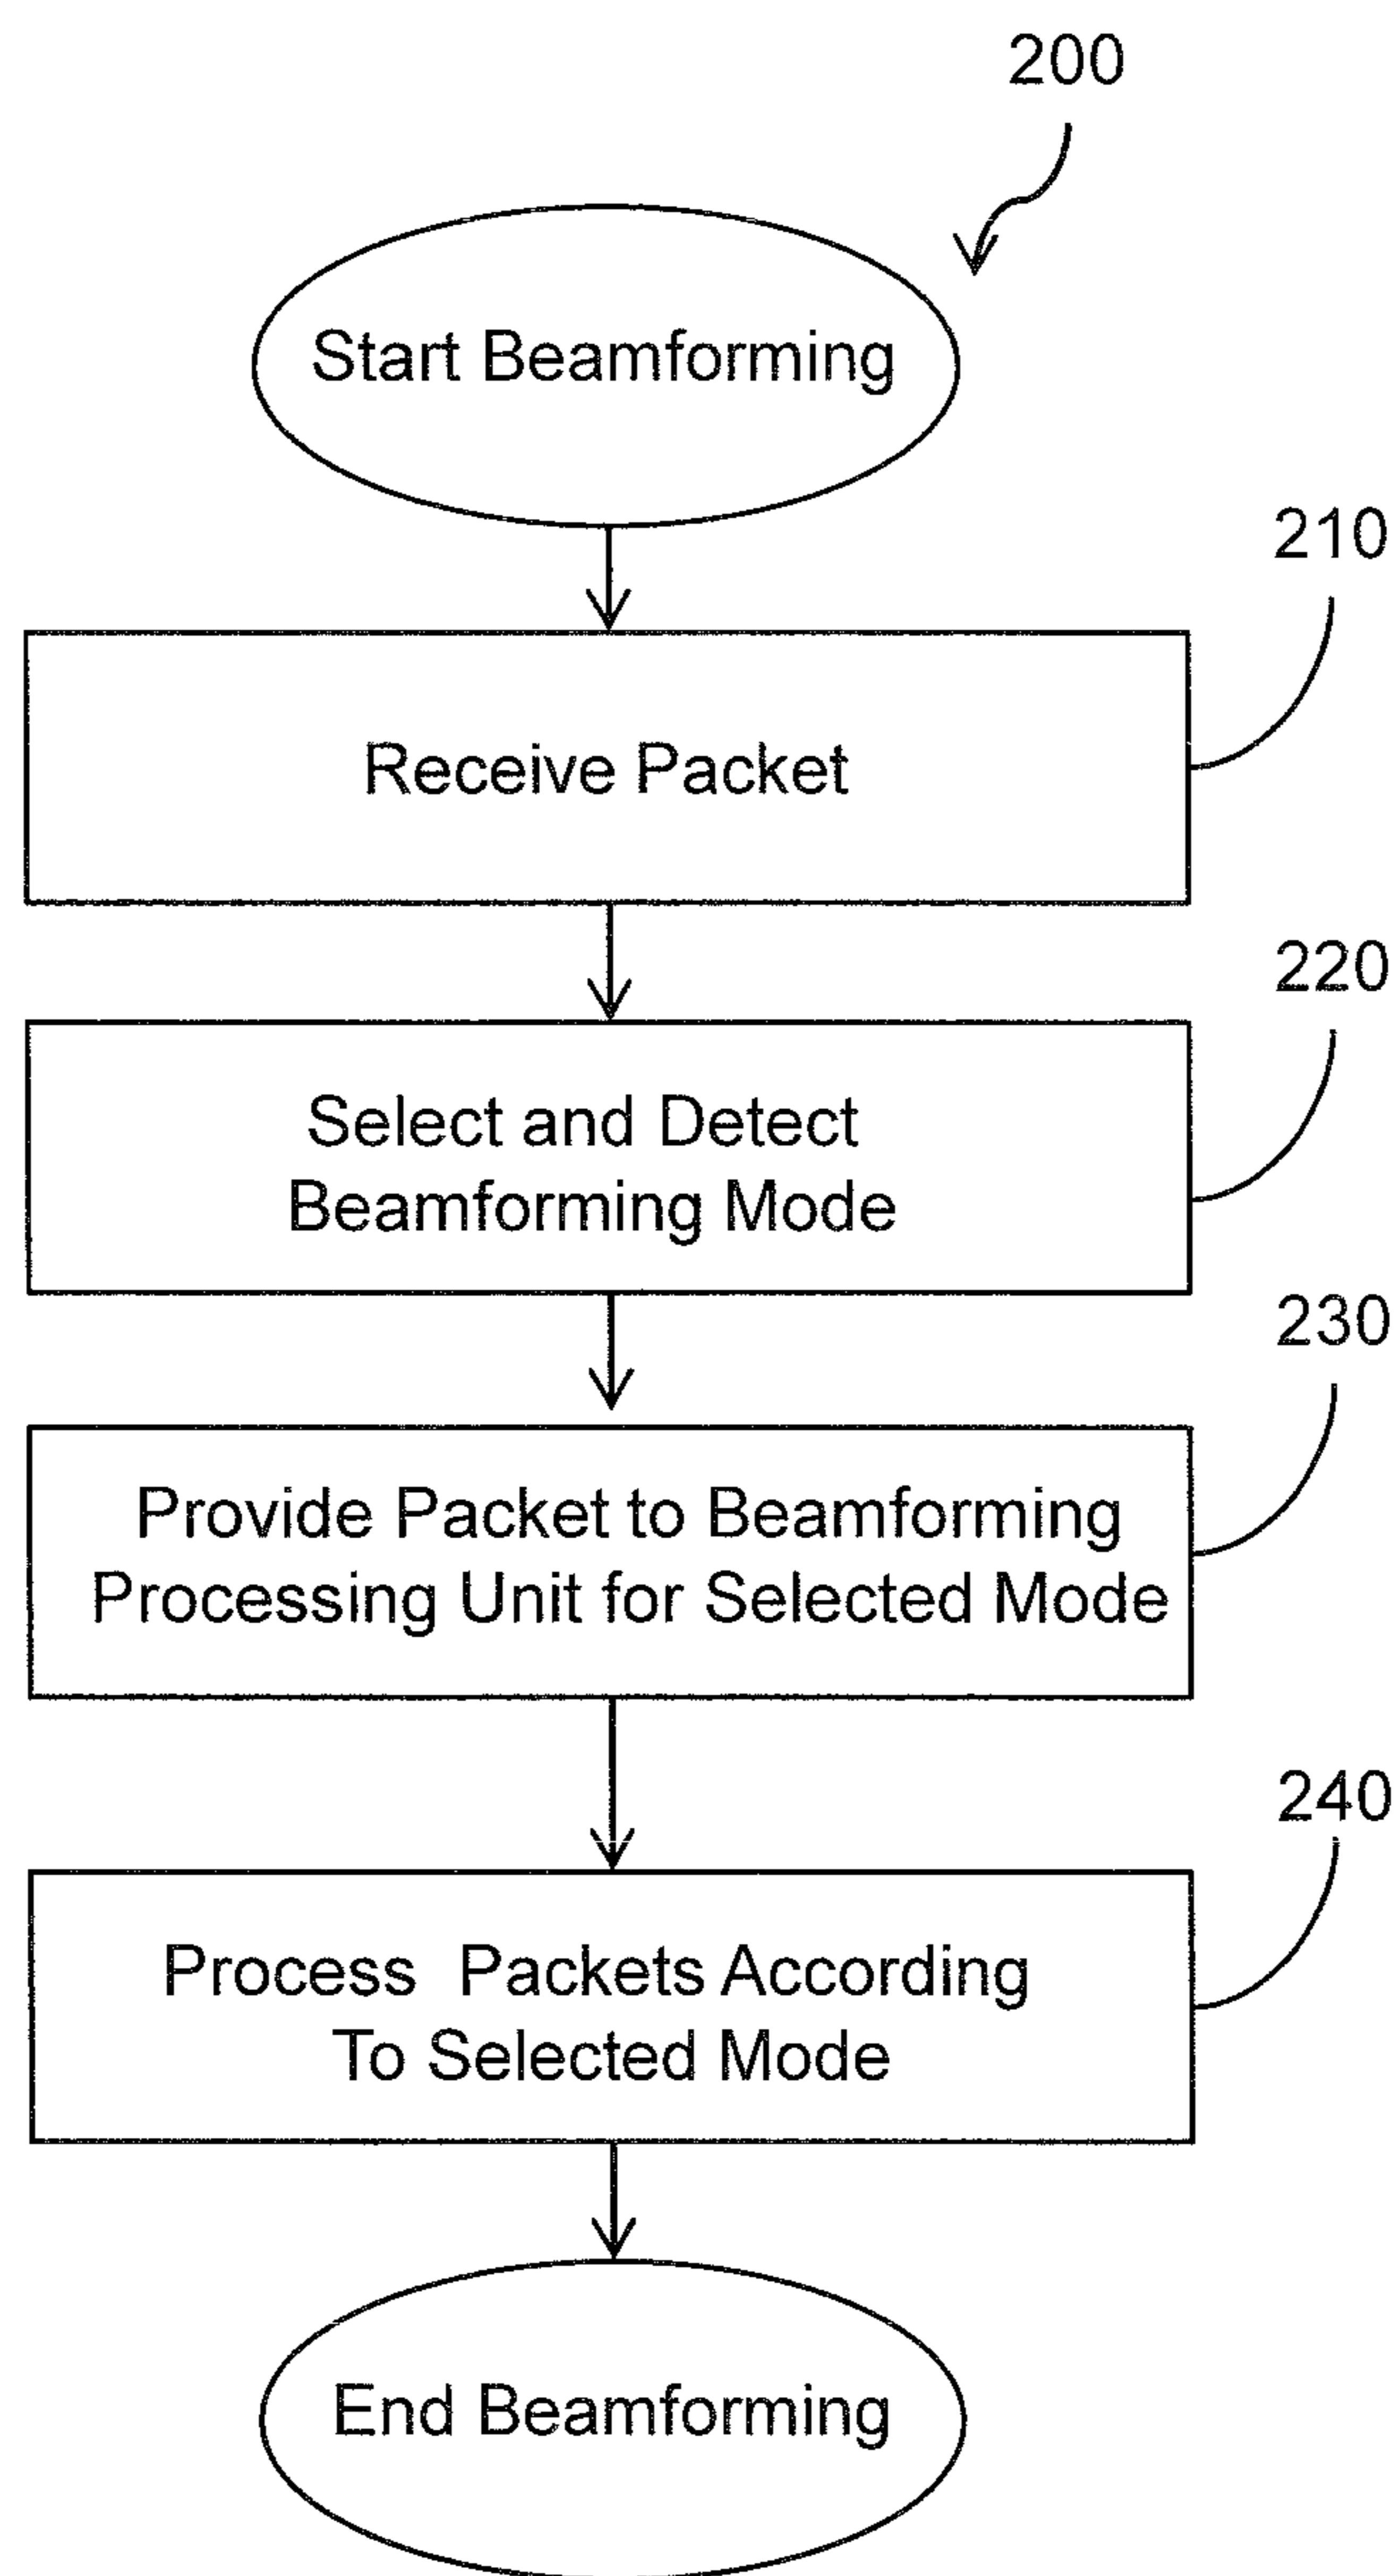 200
Start Beamforming
210
Receive Packet
220
Select and Detect
Beamforming Mode
230
Provide Packet to Beamforming
Processing Unit for Selected Mode
240
Process Packets According
To Selected Mode
End Beamforming